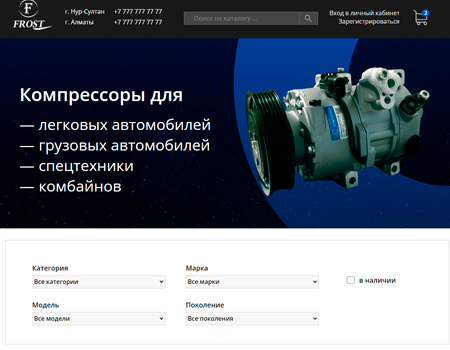 F
FROST
г. Нур-Султан +7 777 777 77 77
г. Алматы +7 777 777 77 77
Поиск по каталогу ...
Вход в личный кабинет
Зарегистрироваться
2
Компрессоры для
— легковых автомобилей
— грузовых автомобилей
— спецтехники
— комбайнов
Категория
Все категории
Марка
Все марки
в наличии
Модель
Все модели
Поколение
Все поколения